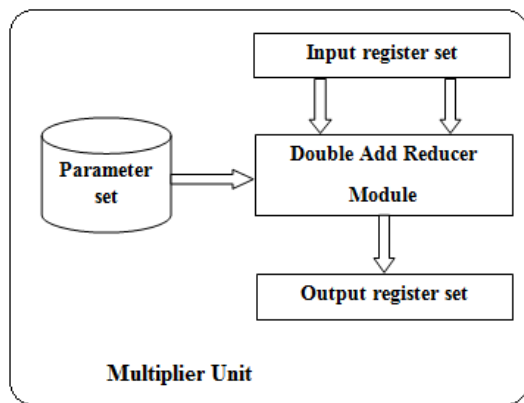 Input register set
Double Add Reducer
Module
Parameter
set
Output register set
Multiplier Unit